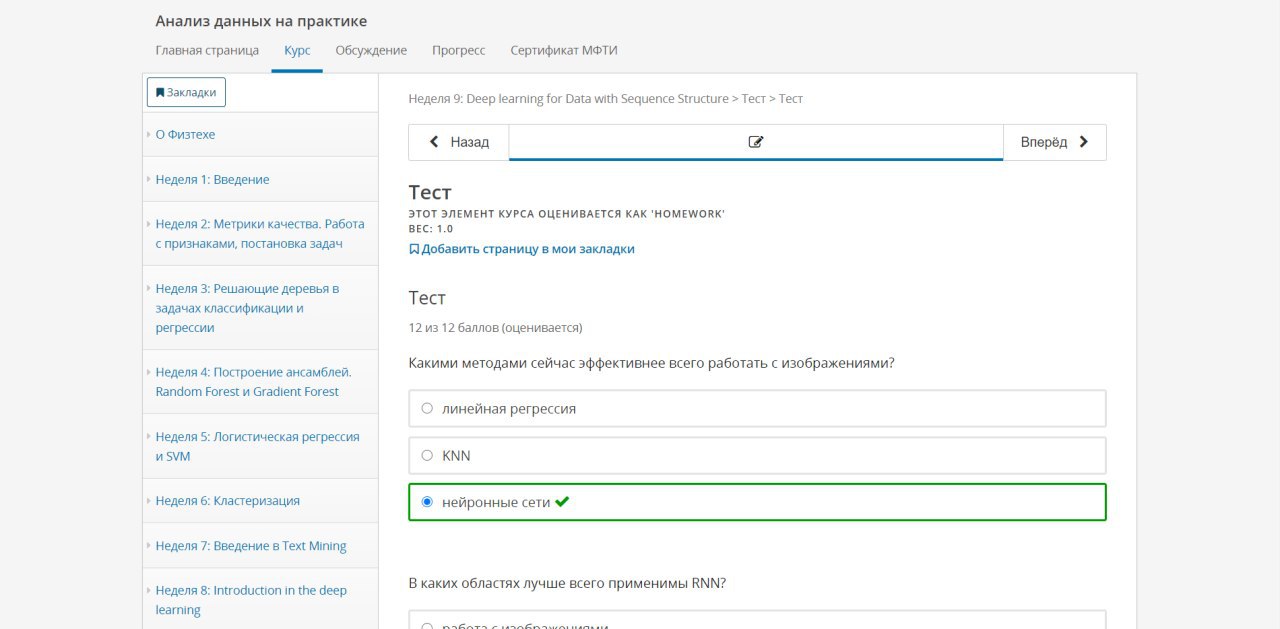 Анализ данных на практике
Главная страница Курс Обсуждение Прогресс Сертификат МФТИ
Закладки
О Физтехе
Неделя 1: Введение
Неделя 2: Метрики качества. Работа
с признаками, постановка задач
Неделя 3: Решающие деревья в
задачах классификации и
регрессии
Неделя 4: Построение ансамблей.
Random Forest и Gradient Forest
Неделя 5: Логистическая регрессия
и SVM
Неделя 6: Кластеризация
Неделя 7: Введение в Text Mining
Неделя 8: Introduction in the deep
learning
Неделя 9: Deep learning for Data with Sequence Structure > Тест > Тест
Назад
Вперёд
Тест
ЭТОТ ЭЛЕМЕНТ КУРСА ОЦЕНИВАЕТСЯ КАК 'HOMEWORK'
ВЕС: 1.0
Добавить страницу в мои закладки
Тест
12 из 12 баллов (оценивается)
Какими методами сейчас эффективнее всего работать с изображениями?
линейная регрессия
KNN
нейронные сети
В каких областях лучше всего применимы RNN?
работа с изображениями